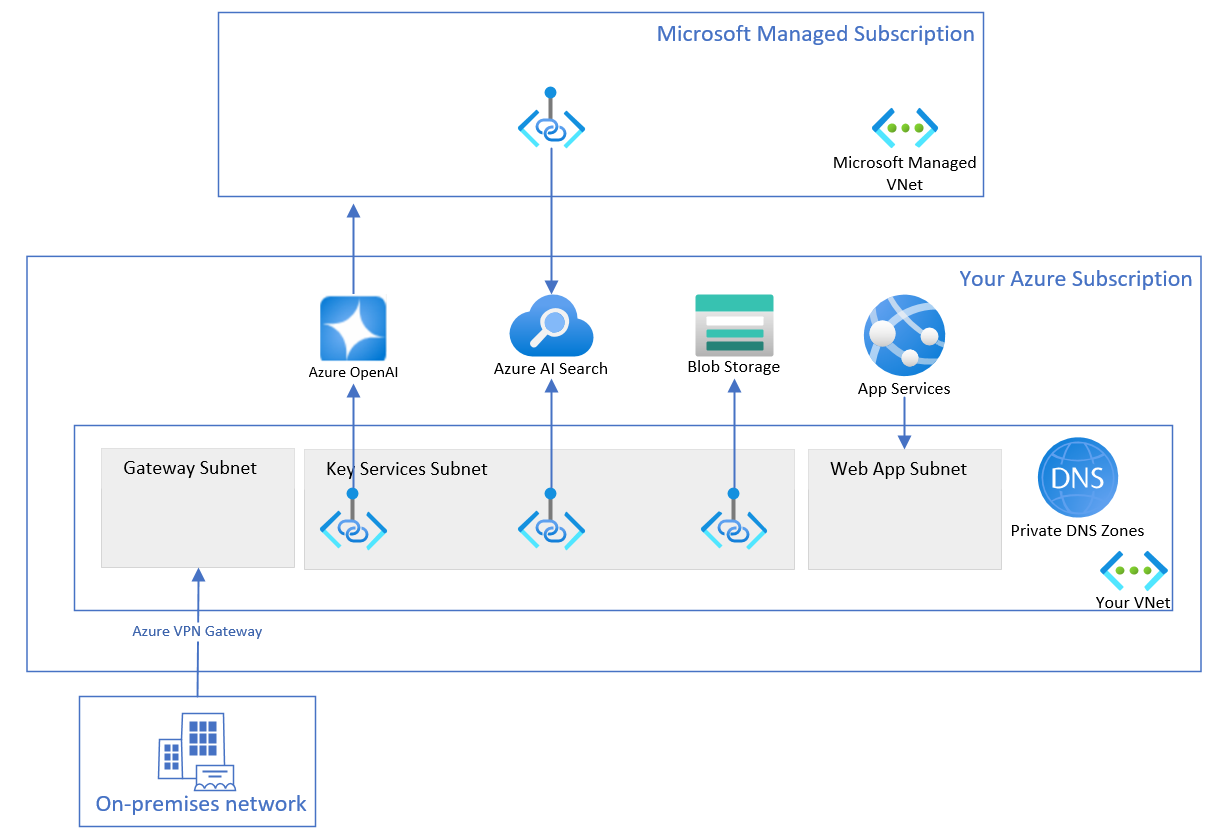 Microsoft Managed Subscription
Microsoft Managed
VNet
Your Azure Subscription
Azure OpenAI
Azure AI Search
Blob Storage
App Services
Gateway Subnet
Key Services Subnet
Web App Subnet
DNS
Private DNS Zones
Your VNet
Azure VPN Gateway
On-premises network